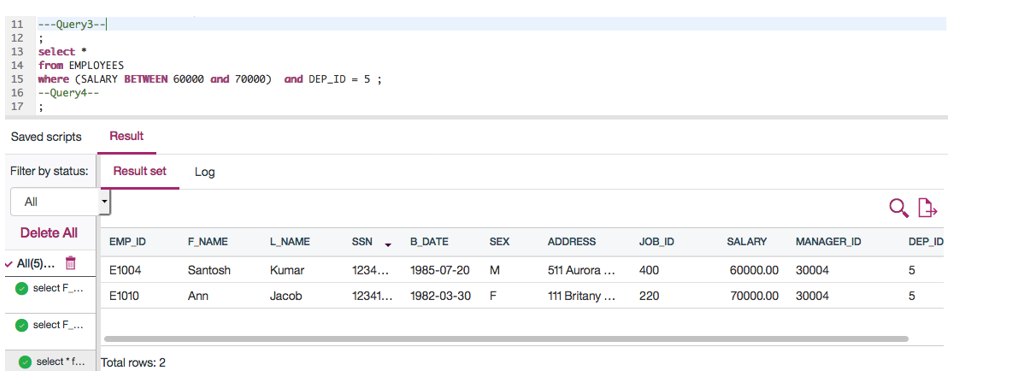 11 ---Query3--
12 ;
13 select *
14 from EMPLOYEES
15 where (SALARY BETWEEN 60000 and 70000) and DEP_ID = 5 ;
16 --Query4--
17 ;
Saved scripts Result
Filter by status: Result set Log
All
Delete All
EMP_ID F_NAME L_NAME SSN B_DATE SEX ADDRESS JOB_ID SALARY MANAGER_ID DEP_ID
All(5)...
E1004 Santosh Kumar 1234... 1985-07-20 M 511 Aurora ... 400 60000.00 30004 5
select F_...
E1010 Ann Jacob 12341... 1982-03-30 F 111 Britany ... 220 70000.00 30004 5
select F_...
select * f...
Total rows: 2